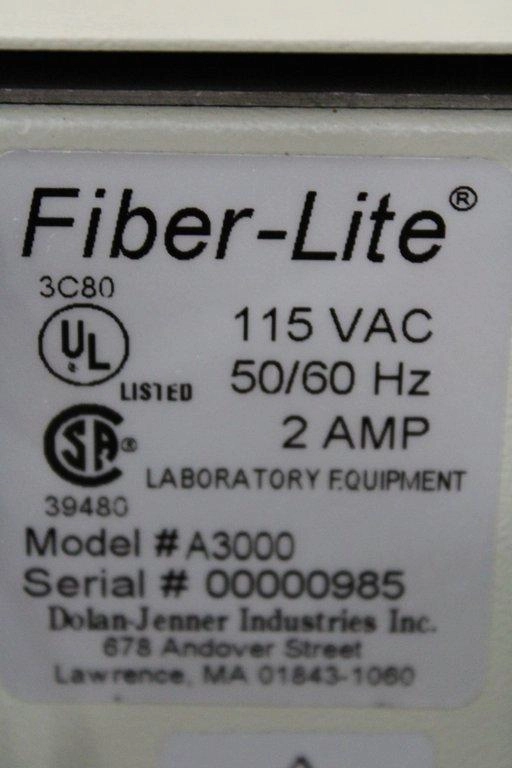 Fiber-Lite®
3C80
UL
LISTED
115 VAC
50/60 Hz
2 AMP
SA®
LABORATORY EQUIPMENT
39480
Model # A3000
Serial # 00000985
Dolan-Jenner Industries Inc.
678 Andover Street
Lawrence, MA 01843-1060